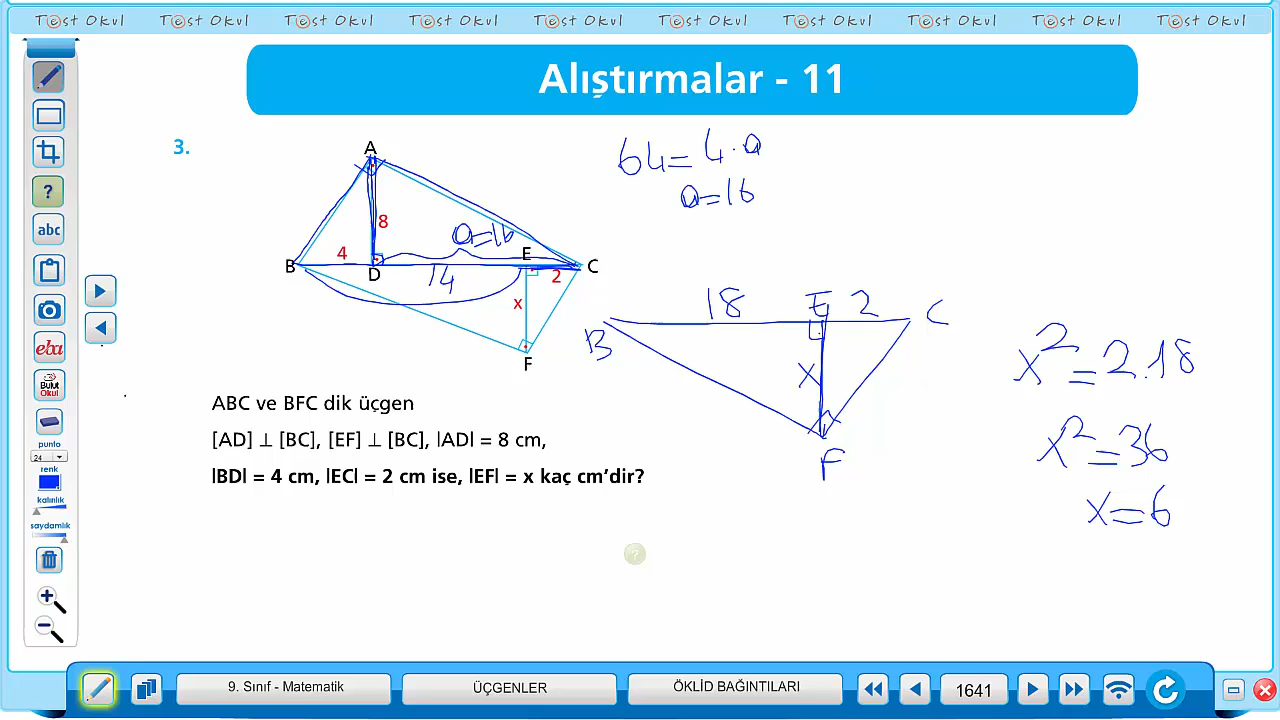 Test Okul Test Okul Test Okul Test Okul Test Okul Test Okul Test Okul Test Okul Test Okul Test Okul
Alıştırmalar - 11
3.
A
8
4
a=16
B
D
14
E
2
C
x
F
64=4.a
a=16
18 E 2 C
B
x
F
x²=2.18
x²=36
x=6
ABC ve BFC dik üçgen
[AD] ⊥ [BC], [EF] ⊥ [BC], |AD| = 8 cm,
|BD| = 4 cm, |EC| = 2 cm ise, |EF| = x kaç cm'dir?
?
abc
eba
Bulut Okul
punto
24
renk
kalınlık
saydamlık
?
9. Sınıf - Matematik
ÜÇGENLER
ÖKLİD BAĞINTILARI
1641